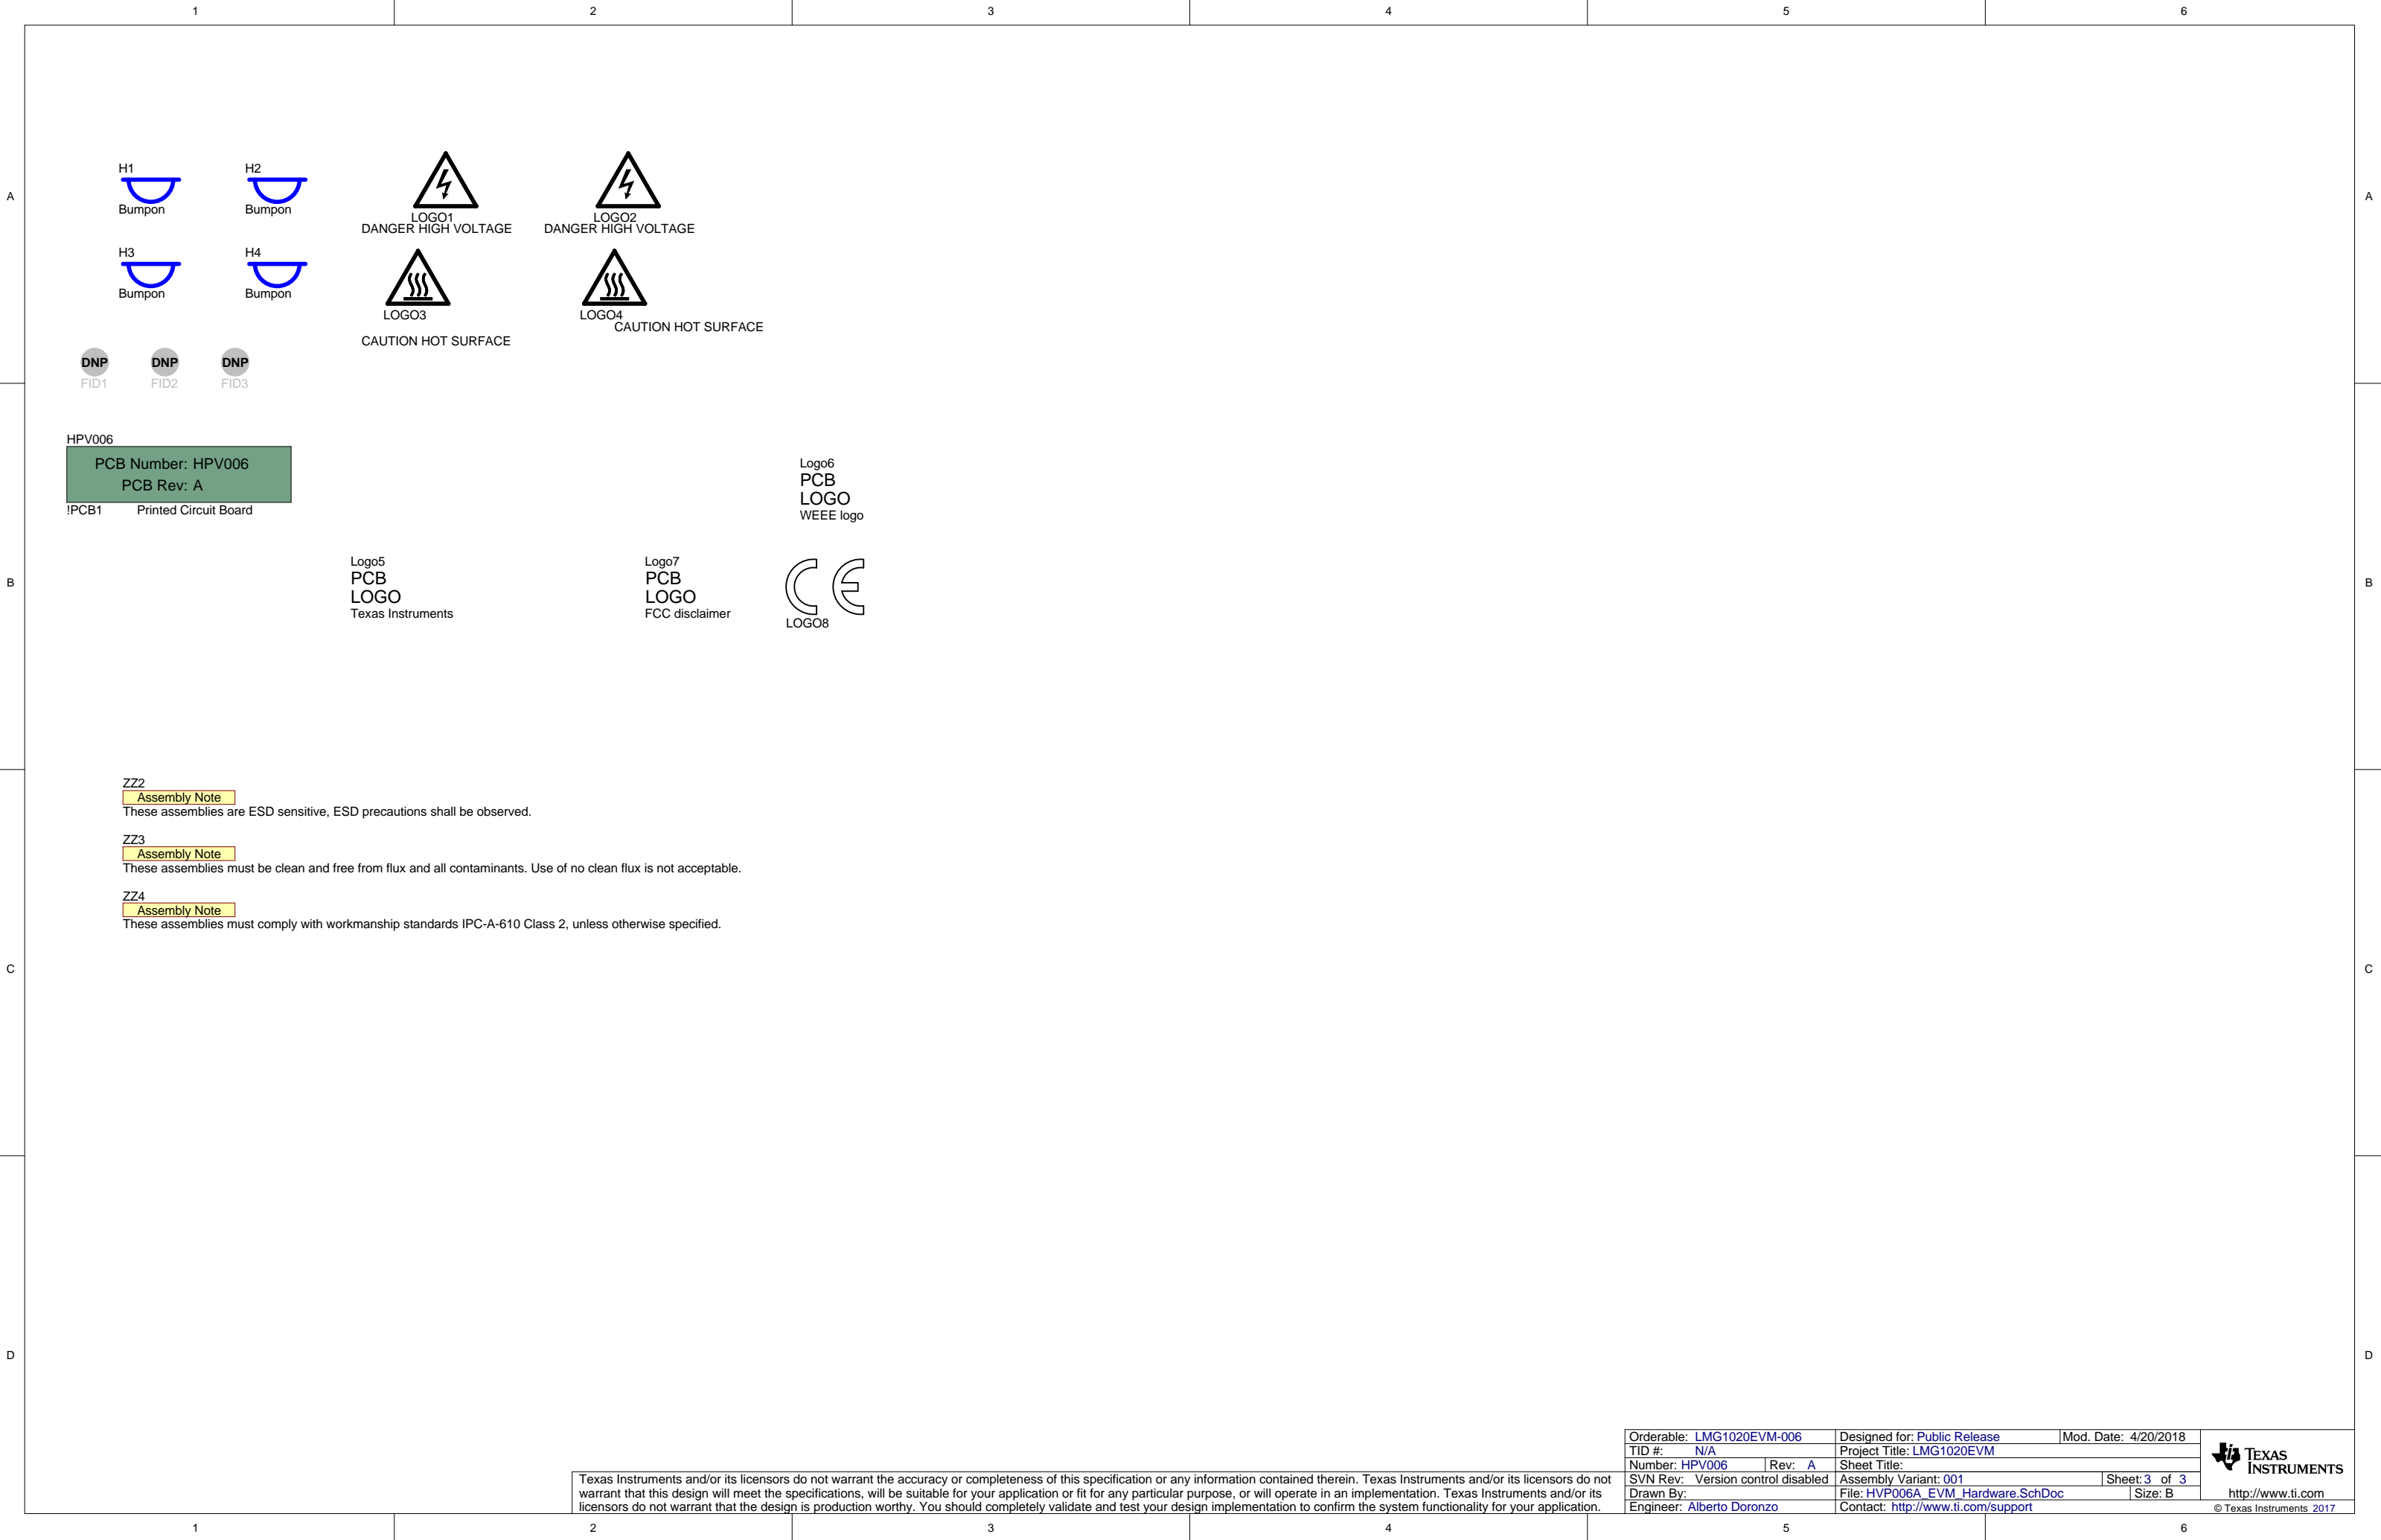 1 2 3 4 5 6
A A
H1 H2
Bumpon Bumpon
LOGO1 LOGO2
DANGER HIGH VOLTAGE DANGER HIGH VOLTAGE
H3 H4
Bumpon Bumpon
LOGO3 LOGO4
CAUTION HOT SURFACE
CAUTION HOT SURFACE
DNP DNP DNP
FID1 FID2 FID3
HPV006
PCB Number: HPV006
PCB Rev: A
!PCB1 Printed Circuit Board
Logo6
PCB
LOGO
WEEE logo
B B
Logo5
PCB
LOGO
Texas Instruments
Logo7
PCB
LOGO
FCC disclaimer
CE
LOGO8
ZZ2
Assembly Note
These assemblies are ESD sensitive, ESD precautions shall be observed.
ZZ3
Assembly Note
These assemblies must be clean and free from flux and all contaminants. Use of no clean flux is not acceptable.
ZZ4
Assembly Note
These assemblies must comply with workmanship standards IPC-A-610 Class 2, unless otherwise specified.
C C
D D
Texas Instruments and/or its licensors do not warrant the accuracy or completeness of this specification or any information contained therein. Texas Instruments and/or its licensors do not
warrant that this design will meet the specifications, will be suitable for your application or fit for any particular purpose, or will operate in an implementation. Texas Instruments and/or its
licensors do not warrant that the design is production worthy. You should completely validate and test your design implementation to confirm the system functionality for your application.
Orderable: LMG1020EVM-006 Designed for: Public Release Mod. Date: 4/20/2018
TID #: N/A Project Title: LMG1020EVM
Number: HPV006 Rev: A Sheet Title:
SVN Rev: Version control disabled Assembly Variant: 001 Sheet: 3 of 3
Drawn By: File: HVP006A_EVM_Hardware.SchDoc Size: B
Engineer: Alberto Doronzo Contact: http://www.ti.com/support
TEXAS
INSTRUMENTS
http://www.ti.com
© Texas Instruments 2017
1 2 3 4 5 6